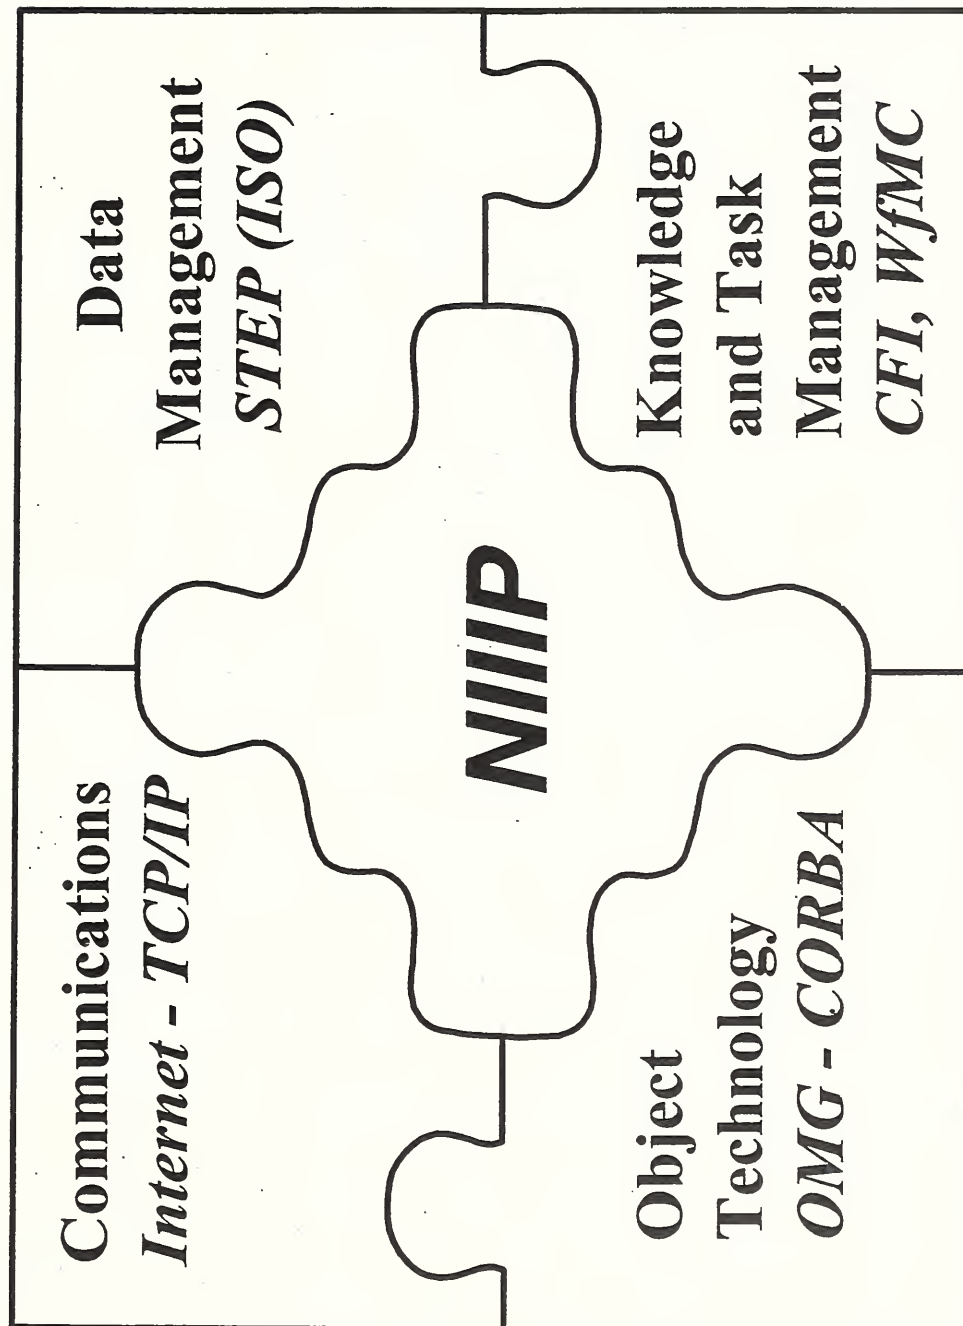 Communications
Internet - TCP/IP
Data
Management
STEP (ISO)
NIIIP
Object
Technology
OMG - CORBA
Knowledge
and Task
Management
CFI, WfMC